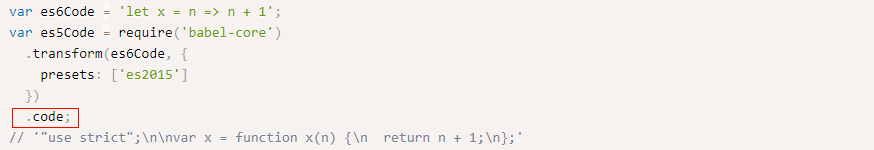 var es6Code = 'let x = n => n + 1';
var es5Code = require('babel-core')
  .transform(es6Code, {
    presets: ['es2015']
  })
  .code;
// '"use strict";\n\nvar x = function x(n) {\n  return n + 1;\n};'